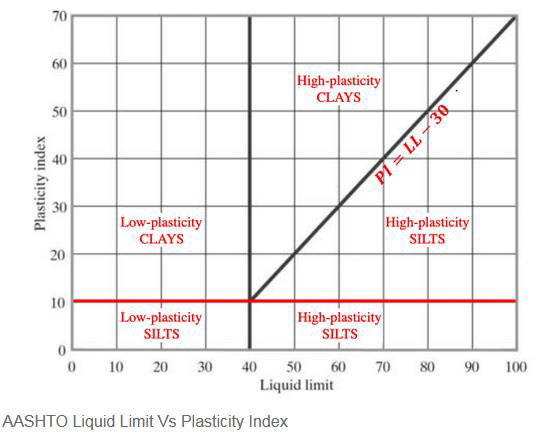 70
60
50
40
30
20
10
0
Plasticity index
High-plasticity
CLAYS
PI = LL − 30
Low-plasticity
CLAYS
High-plasticity
SILTS
Low-plasticity
SILTS
High-plasticity
SILTS
0 10 20 30 40 50 60 70 80 90 100
Liquid limit
AASHTO Liquid Limit Vs Plasticity Index